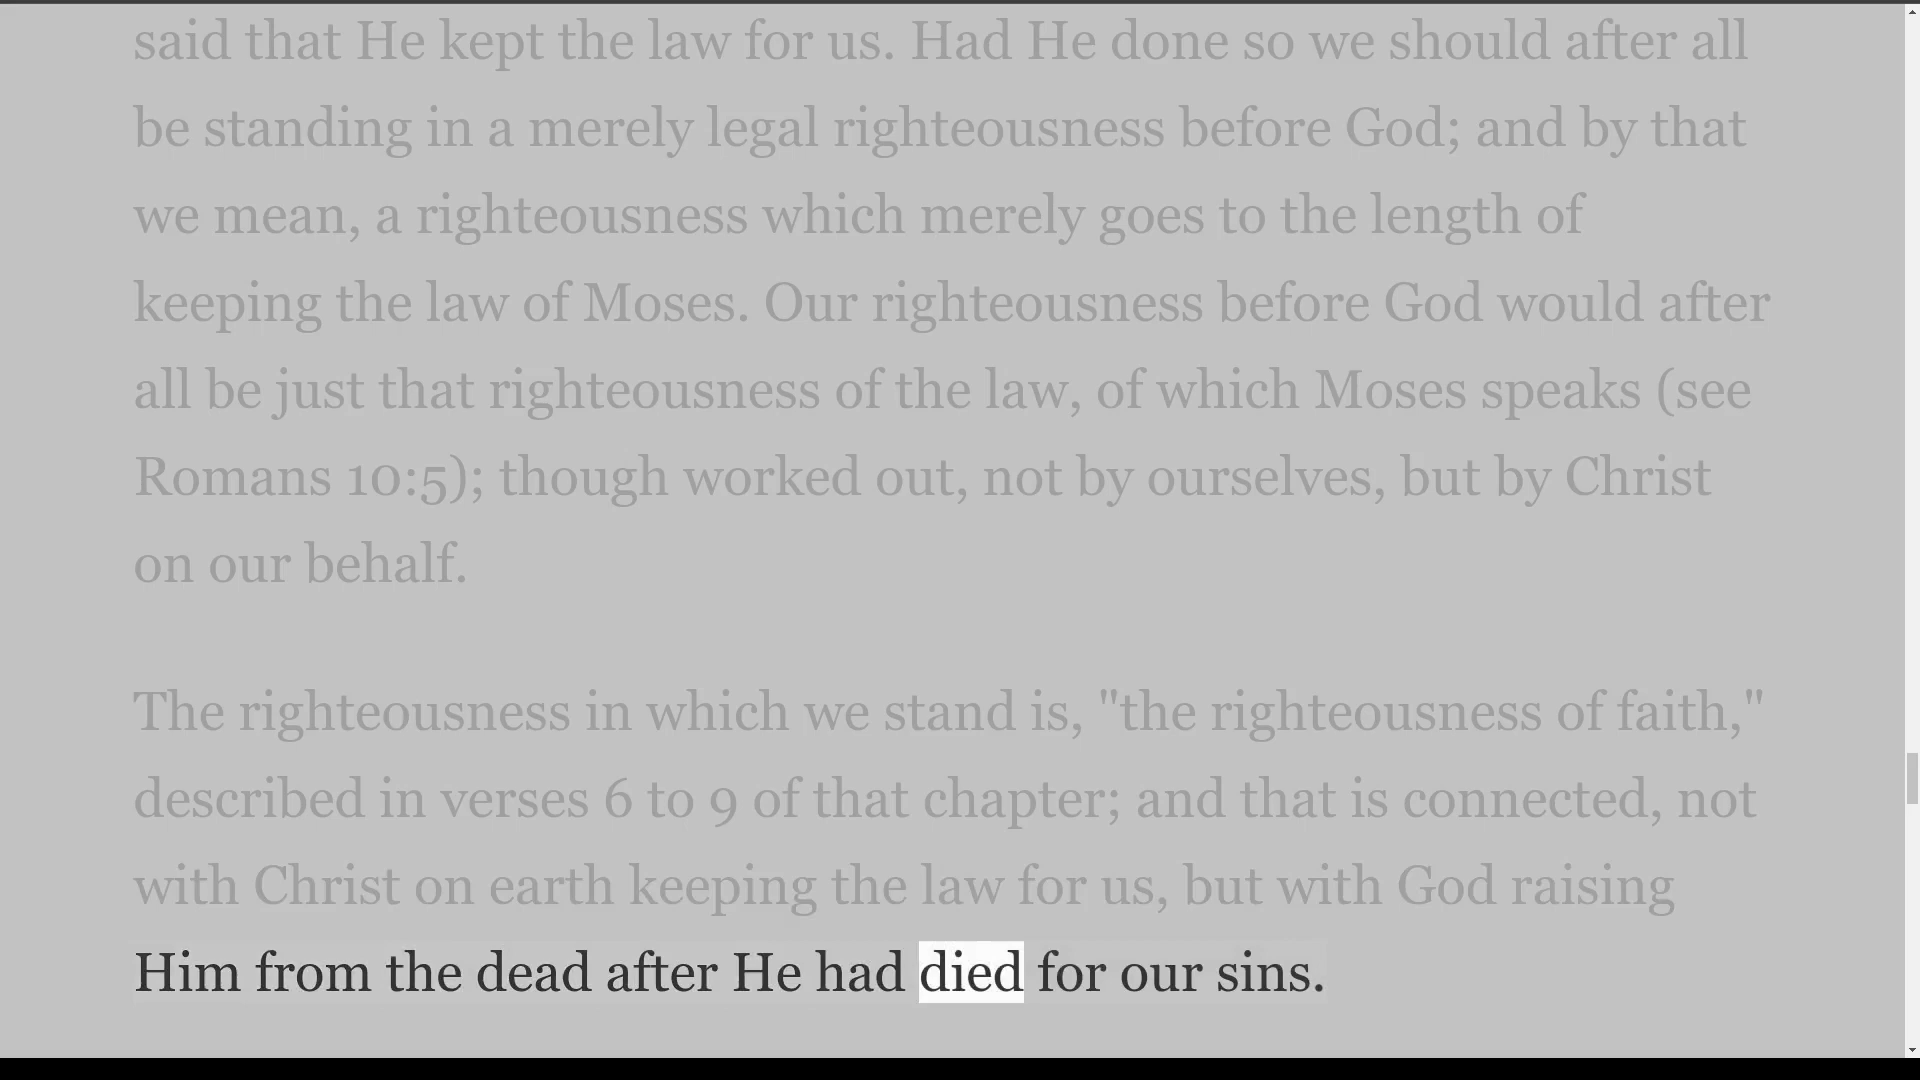 said that He kept the law for us. Had He done so we should after all
be standing in a merely legal righteousness before God; and by that
we mean, a righteousness which merely goes to the length of
keeping the law of Moses. Our righteousness before God would after
all be just that righteousness of the law, of which Moses speaks (see
Romans 10:5); though worked out, not by ourselves, but by Christ
on our behalf.
The righteousness in which we stand is, "the righteousness of faith,"
described in verses 6 to 9 of that chapter; and that is connected, not
with Christ on earth keeping the law for us, but with God raising
Him from the dead after He had died for our sins.